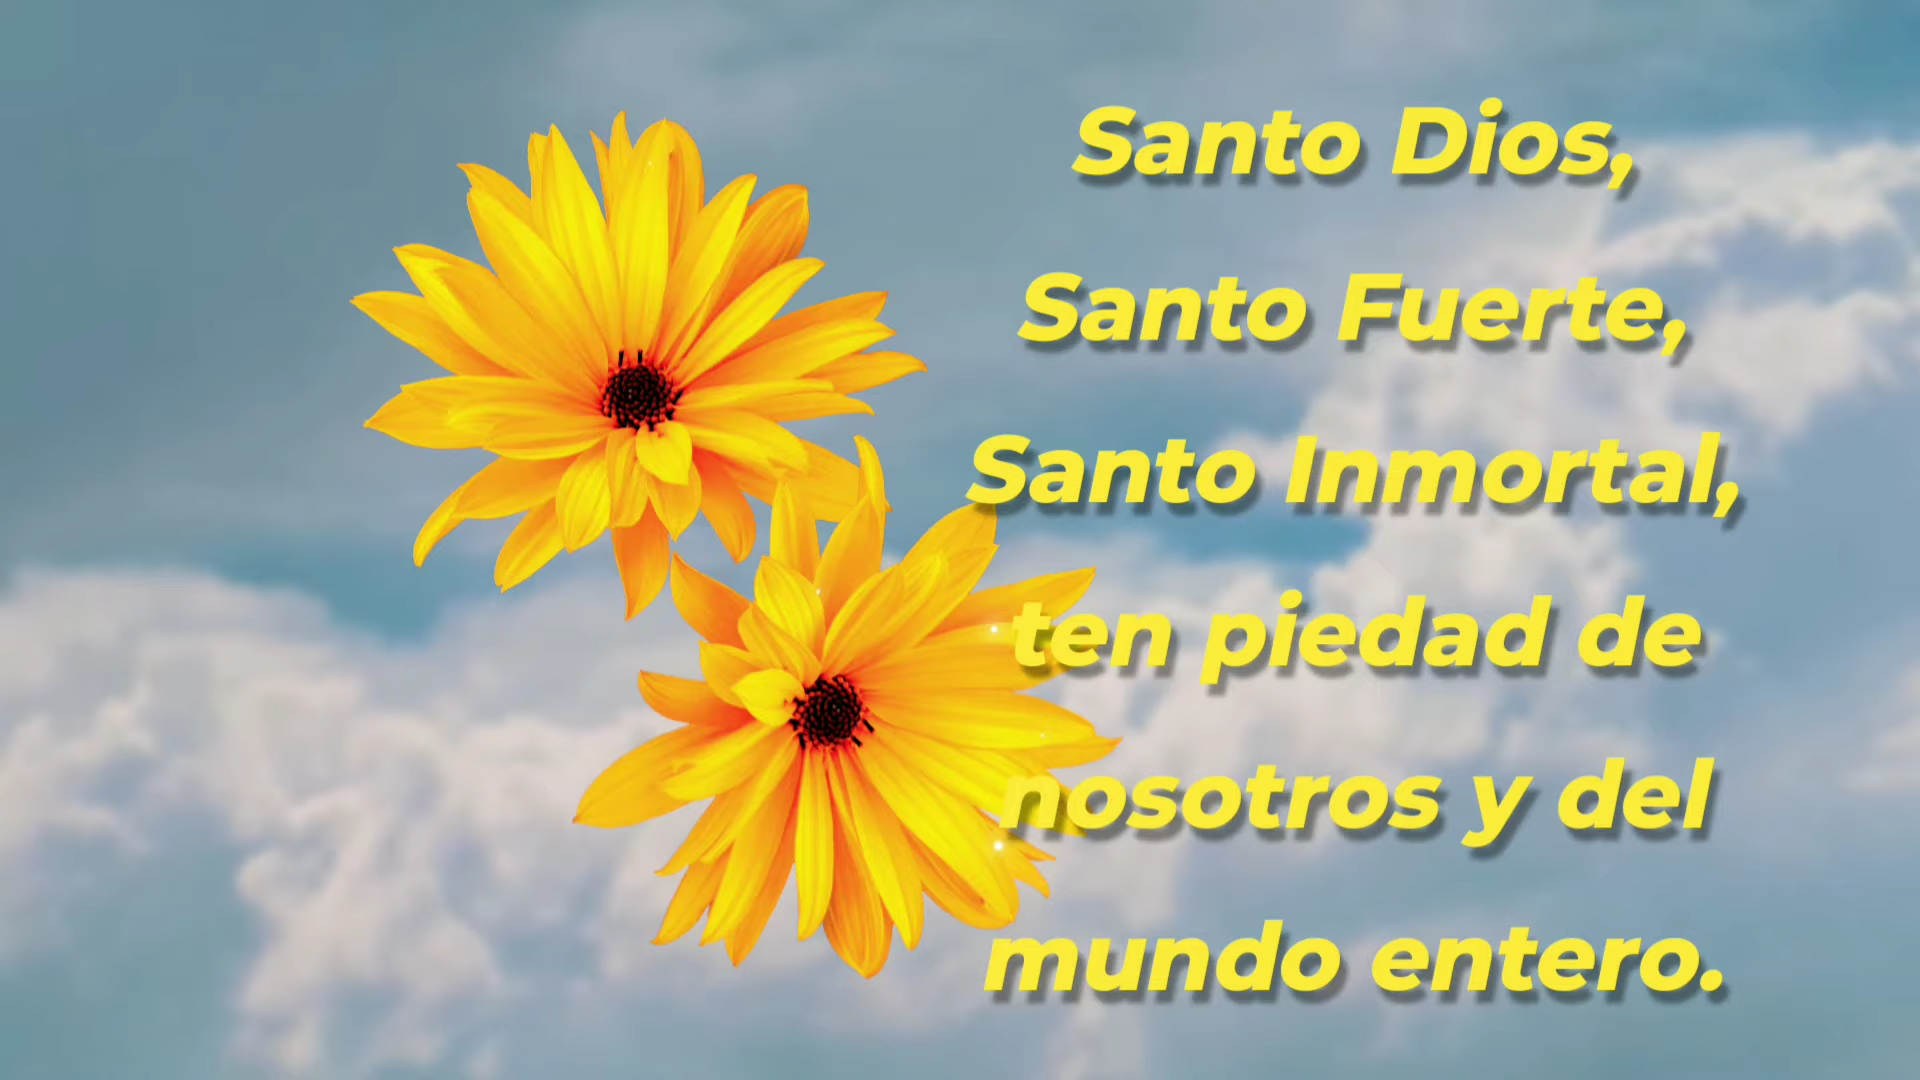 Santo Dios,
Santo Fuerte,
Santo Inmortal,
ten piedad de
nosotros y del
mundo entero.